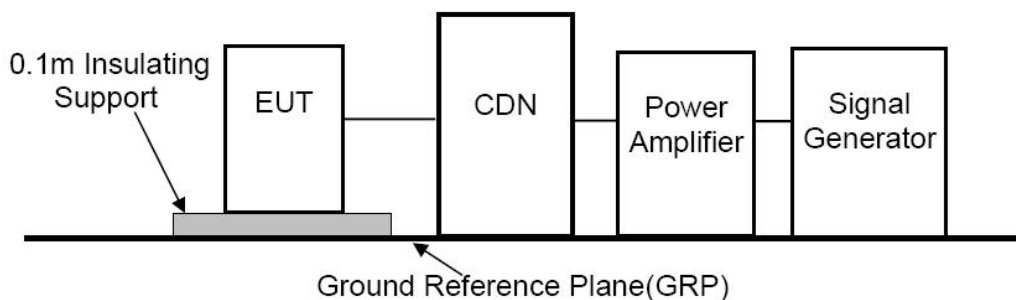 0.1m Insulating
Support
EUT
CDN
Power
Amplifier
Signal
Generator
Ground Reference Plane(GRP)